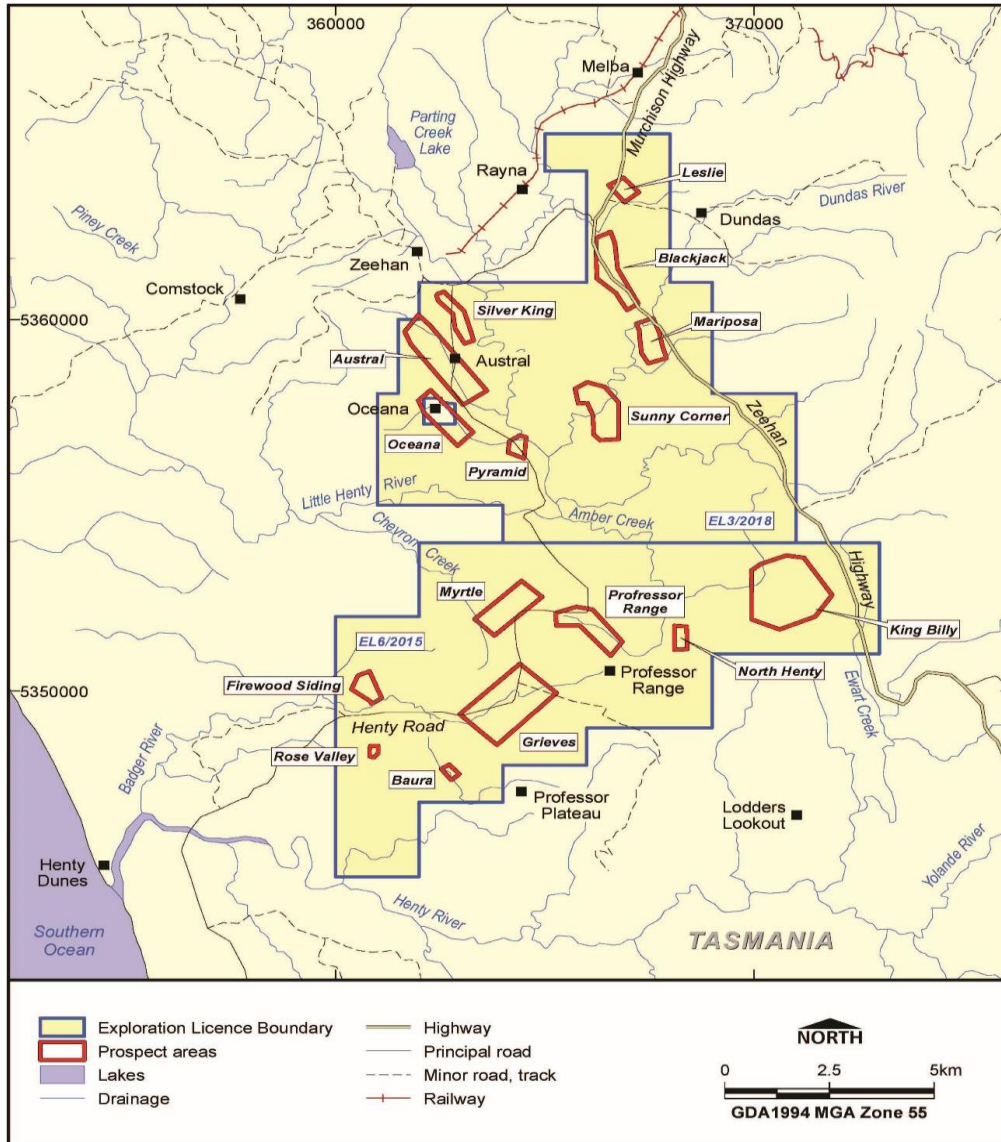 360000
370000
Melba
Murchison Highway
Parting
Creek
Lake
Rayna
Leslie
Dundas River
Dundas
Piney Creek
Zeehan
Blackjack
Comstock
Silver King
5360000
Mariposa
Austral
Austral
Zeehan
Oceana
Sunny Corner
Oceana
Pyramid
Little Henty River
Amber Creek
EL3/2018
Chevron Creek
Highway
Myrtle
Profressor
Range
King Billy
EL6/2015
North Henty
Firewood Siding
Professor
Range
Ewart Creek
5350000
Henty Road
Grieves
Badger River
Rose Valley
Baura
Professor
Plateau
Lodders
Lookout
Henty
Dunes
Yolande River
Henty River
Southern
Ocean
TASMANIA
Exploration Licence Boundary
Prospect areas
Lakes
Drainage
Highway
Principal road
Minor road, track
Railway
NORTH
0 2.5 5km
GDA1994 MGA Zone 55